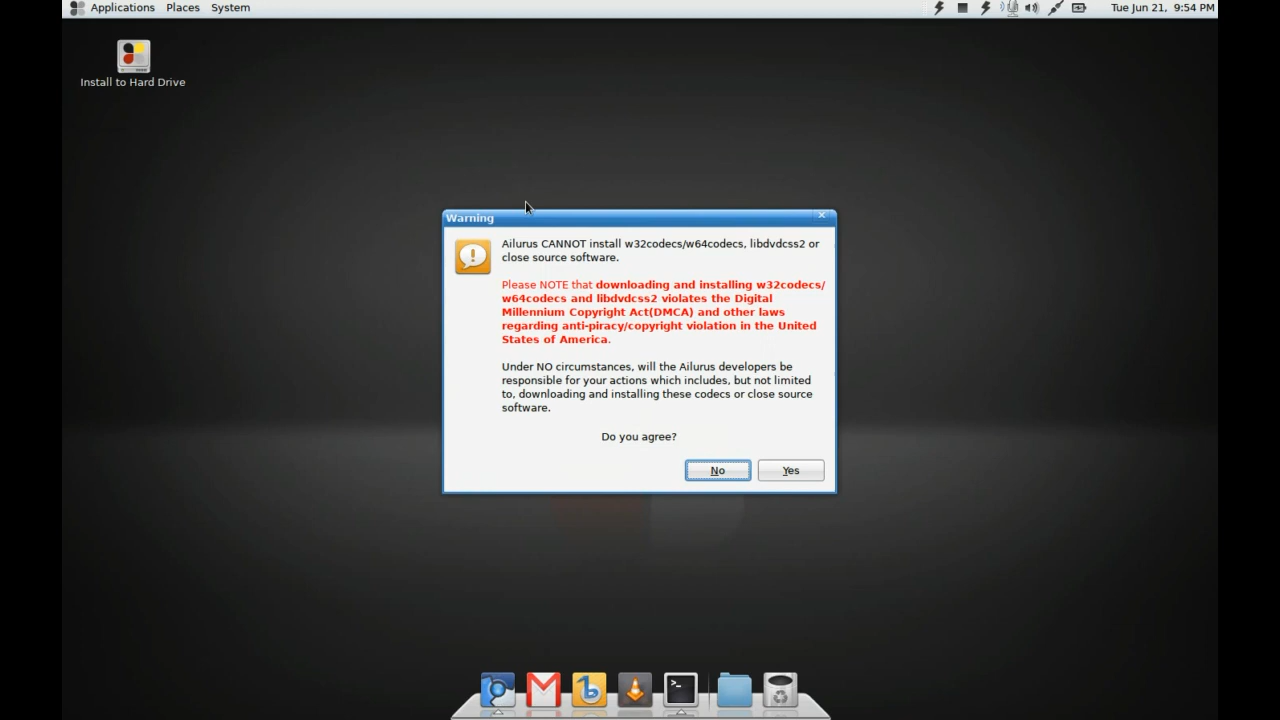 Applications Places System
Tue Jun 21, 9:54 PM
Install to Hard Drive
Warning
Ailurus CANNOT install w32codecs/w64codecs, libdvdcss2 or
close source software.
Please NOTE that downloading and installing w32codecs/
w64codecs and libdvdcss2 violates the Digital
Millennium Copyright Act(DMCA) and other laws
regarding anti-piracy/copyright violation in the United
States of America.
Under NO circumstances, will the Ailurus developers be
responsible for your actions which includes, but not limited
to, downloading and installing these codecs or close source
software.
Do you agree?
No Yes